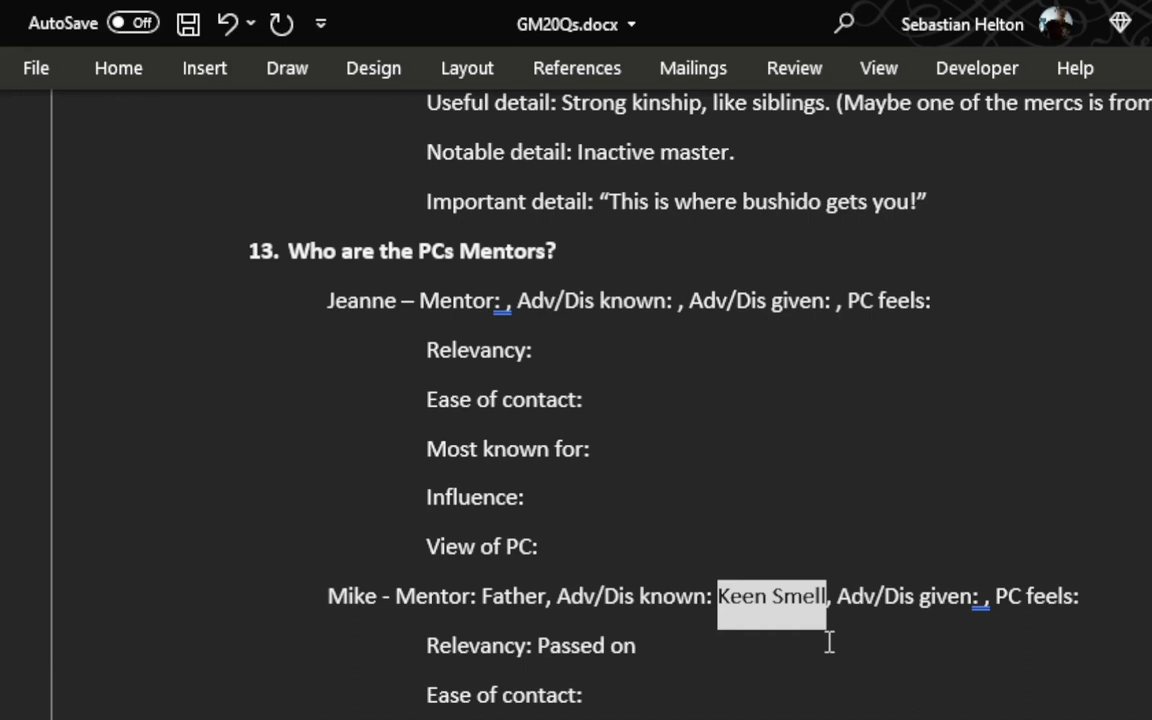 AutoSave Off GM20Qs.docx Sebastian Helton
File Home Insert Draw Design Layout References Mailings Review View Developer Help
Useful detail: Strong kinship, like siblings. (Maybe one of the mercs is from
Notable detail: Inactive master.
Important detail: “This is where bushido gets you!”
13. Who are the PCs Mentors?
Jeanne – Mentor: , Adv/Dis known: , Adv/Dis given: , PC feels:
Relevancy:
Ease of contact:
Most known for:
Influence:
View of PC:
Mike - Mentor: Father, Adv/Dis known: Keen Smell, Adv/Dis given: , PC feels:
Relevancy: Passed on
Ease of contact: